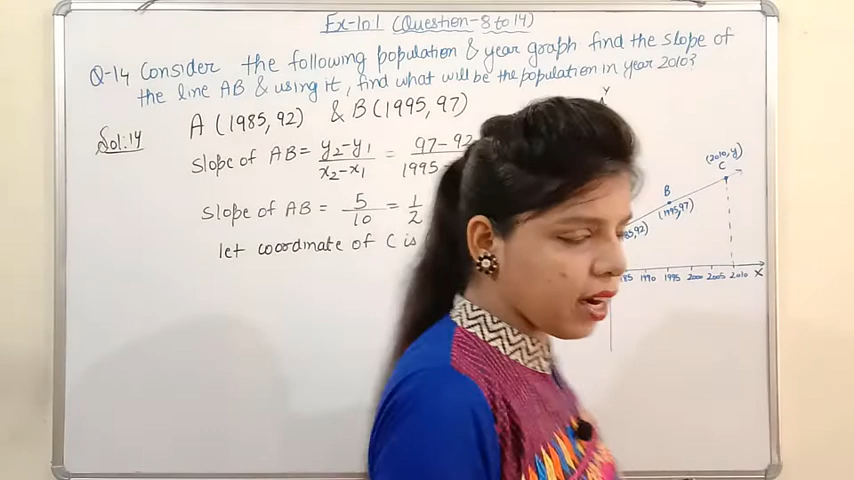 Ex-10.1 (Question-8 to 14)
Q-14 Consider the following population & year graph find the slope of
the line AB & using it, find what will be the population in year 2010?
Sol:14 A (1985, 92) & B (1995, 97)
slope of AB = y2-y1 / x2-x1 = 97-92 / 1995-
slope of AB = 5/10 = 1/2
let coordinate of C is
Y
(2010, y)
C
B
(1995,97)
85,92)
85 1990 1995 2000 2005 2010 X